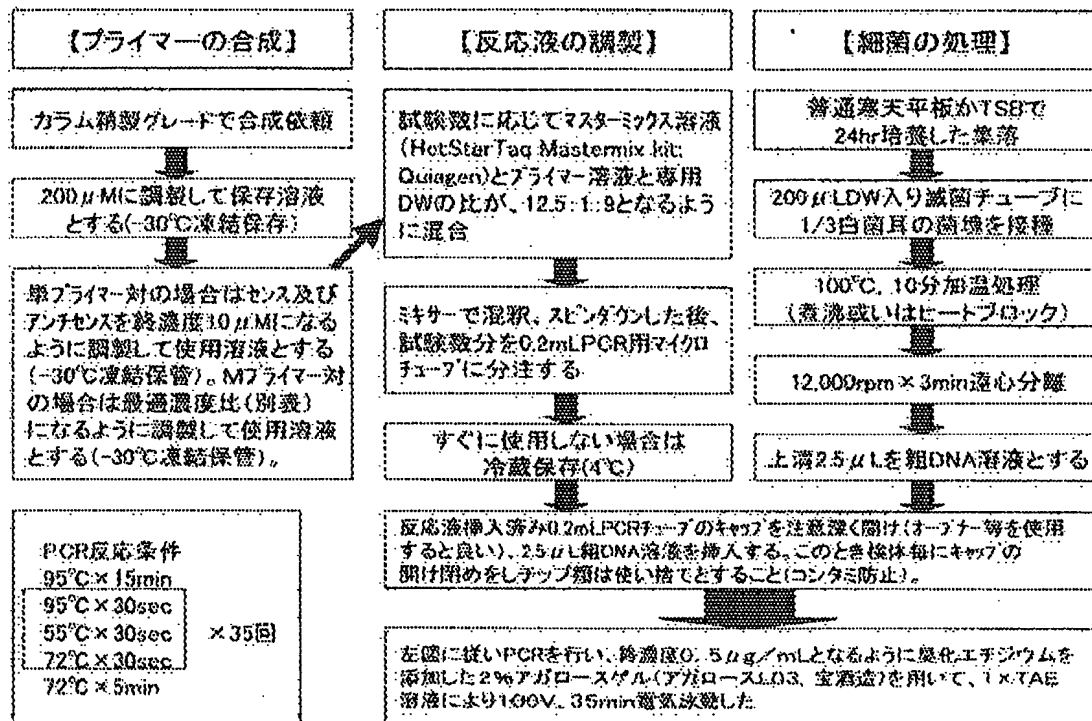 【プライマーの合成】
カラム精製グレードで合成依頼
200μMに調製して保存溶液
とする(-30℃凍結保存)
単プライマー対の場合はセンス及び
アンチセンスを終濃度10μMになる
ように調製して使用溶液とする
(-30℃凍結保管)。Mプライマー対
の場合は最適濃度比(別表)
になるように調製して使用溶液
とする(-30℃凍結保管)。
【反応液の調製】
試験数に応じてマスターミックス溶液
(HotStarTaq Mastermix kit:
Quiagen)とプライマー溶液と専用
DWの比が、12.5:1:9となるよう
に混合
ミキサーで混釈、スピンダウンした後、
試験数分を0.2mLPCR用マイクロ
チューブに分注する
すぐに使用しない場合は
冷蔵保存(4℃)
【細菌の処理】
普通寒天平板かTSBで
24hr培養した集落
200μLDW入り滅菌チューブに
1/3白菌耳の菌塊を接種
100℃、10分加温処理
(煮沸或いはヒートブロック)
12,000rpm×3min遠心分離
上清2.5μLを粗DNA溶液とする
反応液挿入済み0.2mLPCRチューブのキャップを注意深く開け(オープナー等を使用
すると良い)、2.5μL粗DNA溶液を挿入する。このとき検体毎にキャップの
開け閉めをしチップ類は使い捨てとすること(コンタミ防止)。
PCR反応条件
95℃×15min
95℃×30sec
55℃×30sec ×35回
72℃×30sec
72℃×5min
左図に従いPCRを行い、終濃度0.5μg/mLとなるように臭化エチジウムを
添加した2%アガロースゲル(アガロースL03、宝酒造)を用いて、1×TAE
溶液により100V、35min電気泳動した